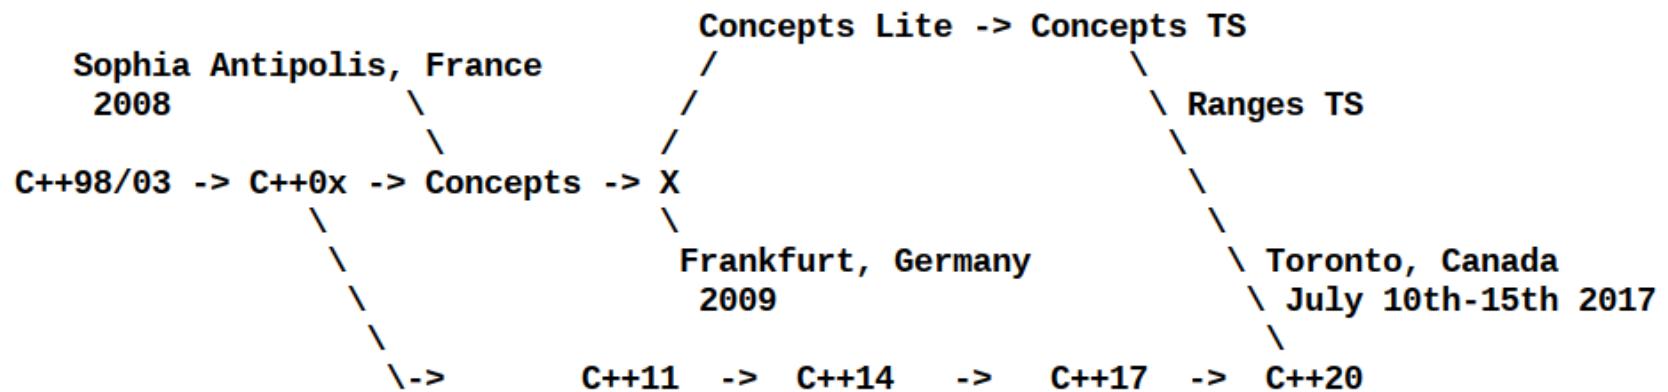 Concepts Lite -> Concepts TS
Sophia Antipolis, France / \
2008 \ / \ Ranges TS
\ / \
C++98/03 -> C++0x -> Concepts -> X \
\ \ \
\ Frankfurt, Germany \ Toronto, Canada
\ 2009 \ July 10th-15th 2017
\ \
\-> C++11 -> C++14 -> C++17 -> C++20